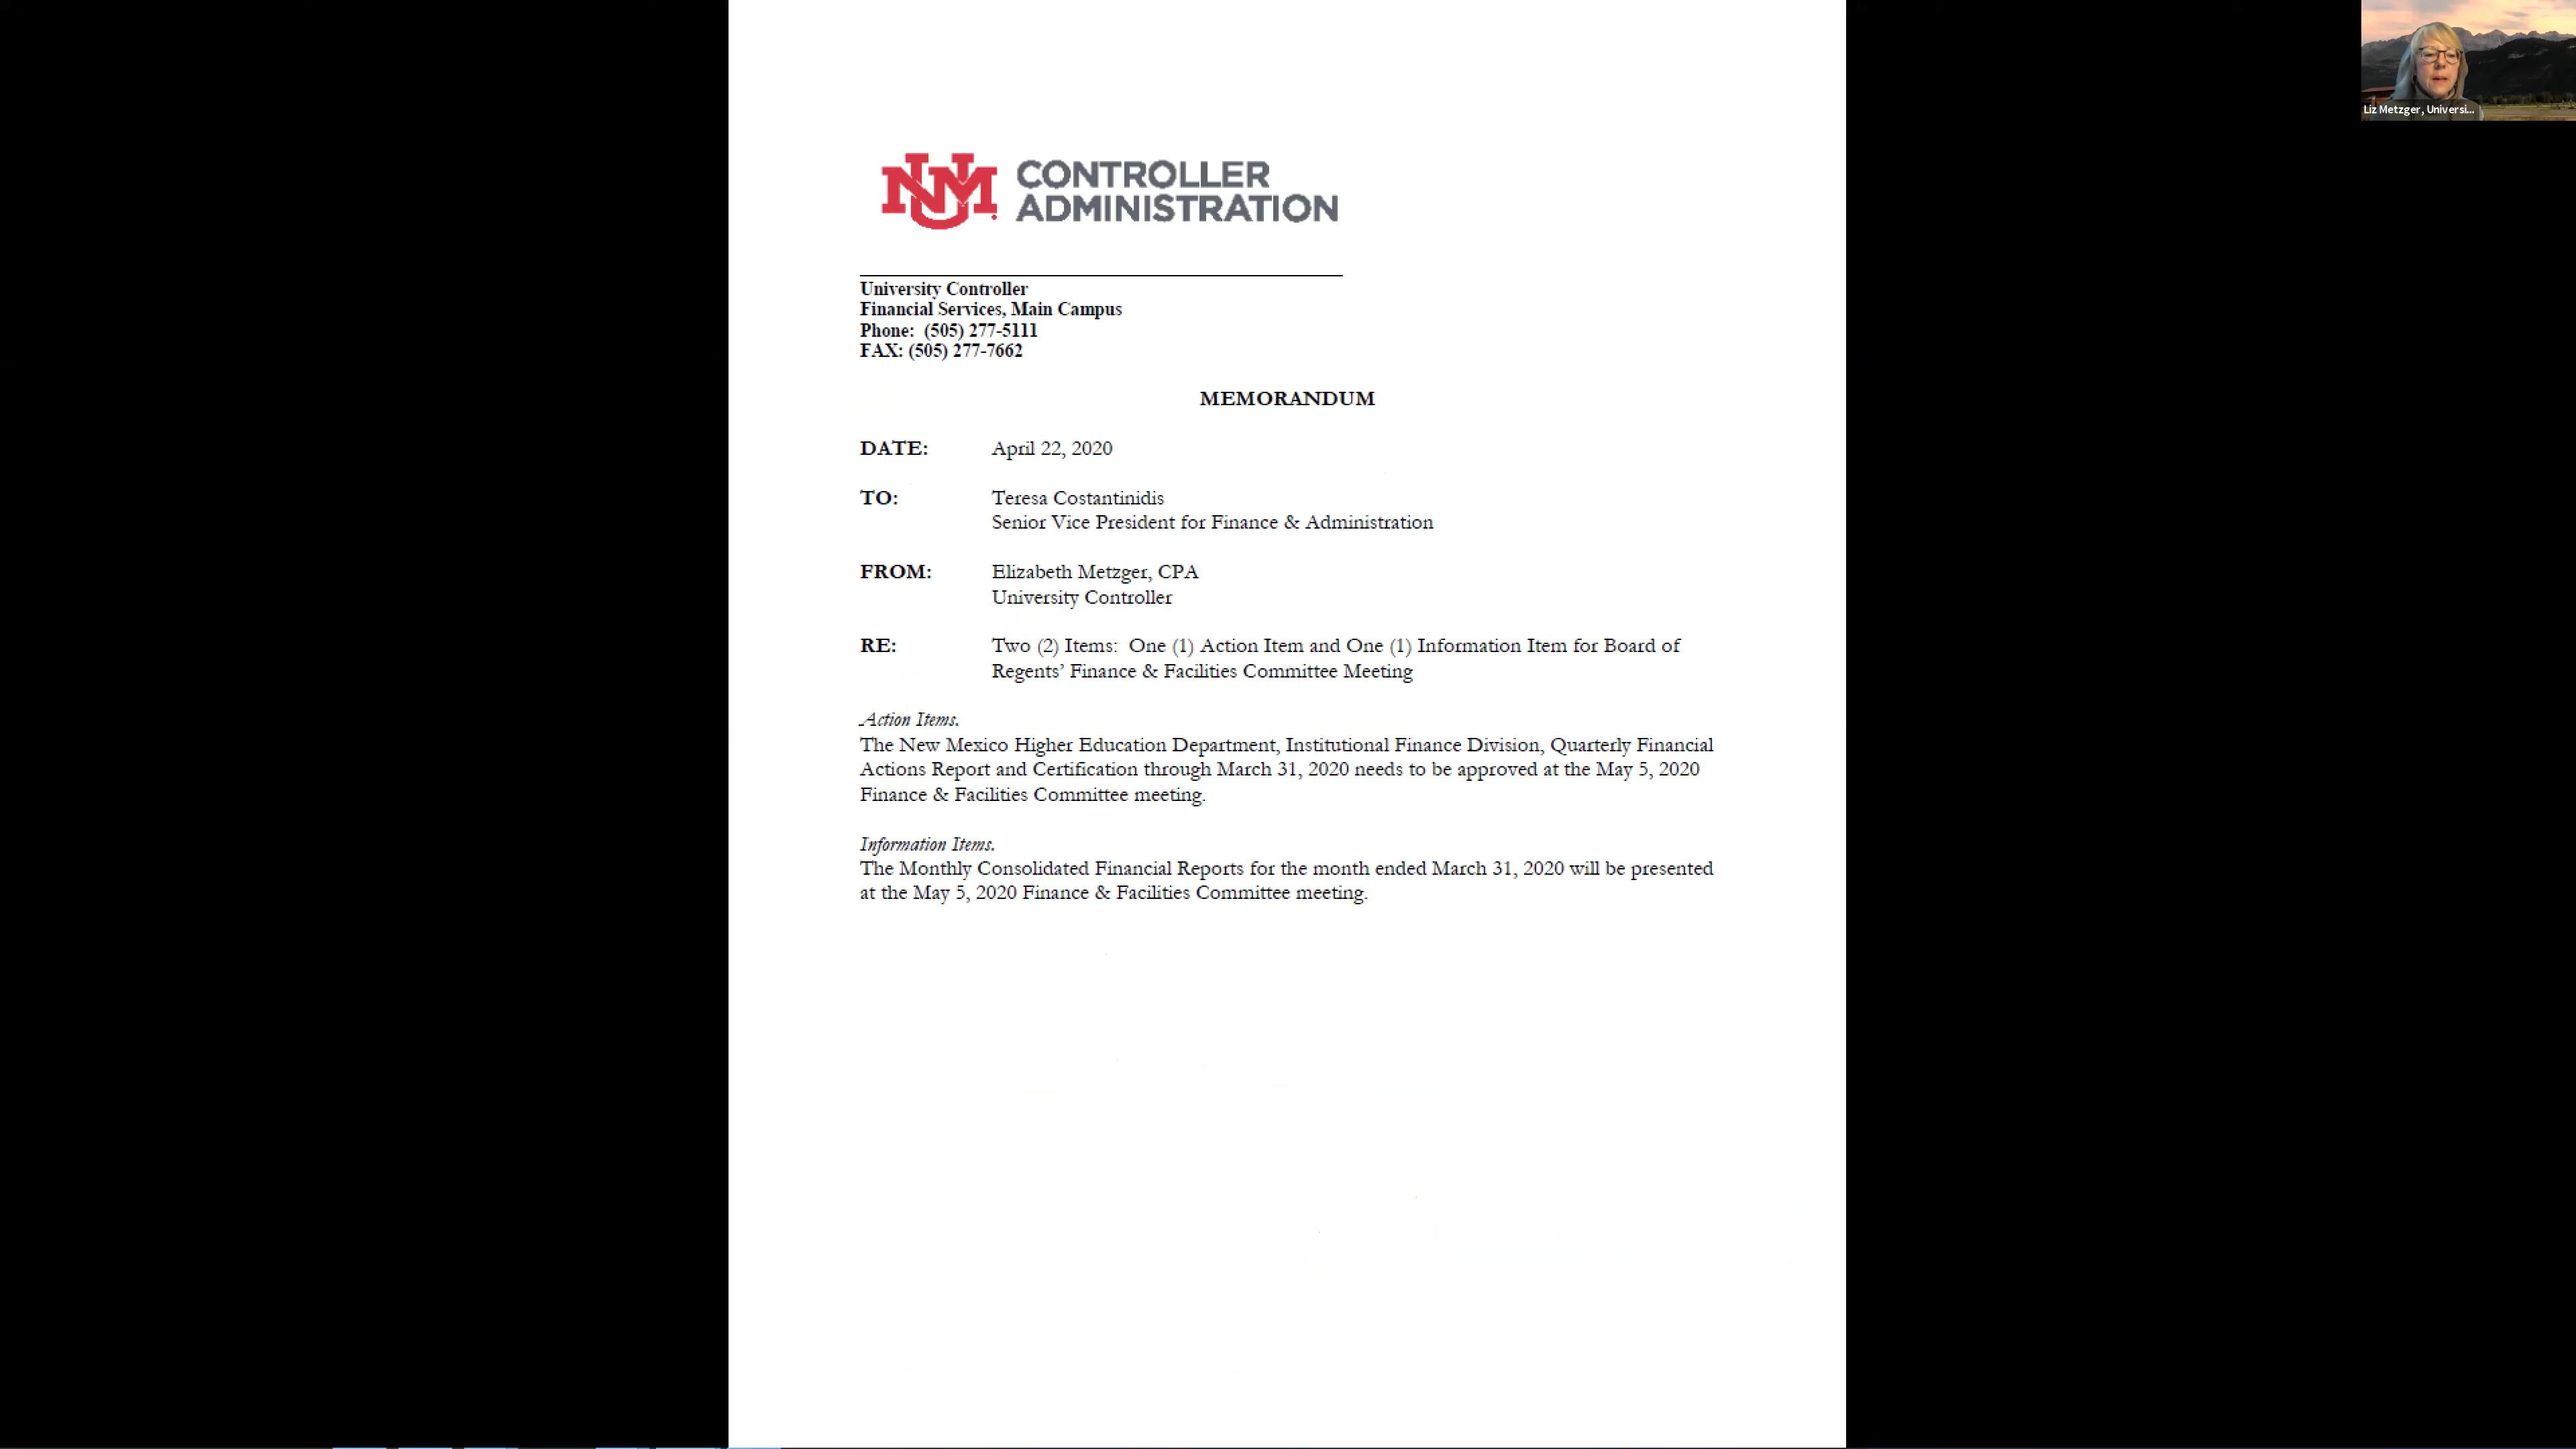 UNM CONTROLLER
ADMINISTRATION
University Controller
Financial Services, Main Campus
Phone: (505) 277-5111
FAX: (505) 277-7662
MEMORANDUM
DATE: April 22, 2020
TO: Teresa Costantinidis
Senior Vice President for Finance & Administration
FROM: Elizabeth Metzger, CPA
University Controller
RE: Two (2) Items: One (1) Action Item and One (1) Information Item for Board of
Regents’ Finance & Facilities Committee Meeting
Action Items.
The New Mexico Higher Education Department, Institutional Finance Division, Quarterly Financial
Actions Report and Certification through March 31, 2020 needs to be approved at the May 5, 2020
Finance & Facilities Committee meeting.
Information Items.
The Monthly Consolidated Financial Reports for the month ended March 31, 2020 will be presented
at the May 5, 2020 Finance & Facilities Committee meeting.
Liz Metzger, Universi...